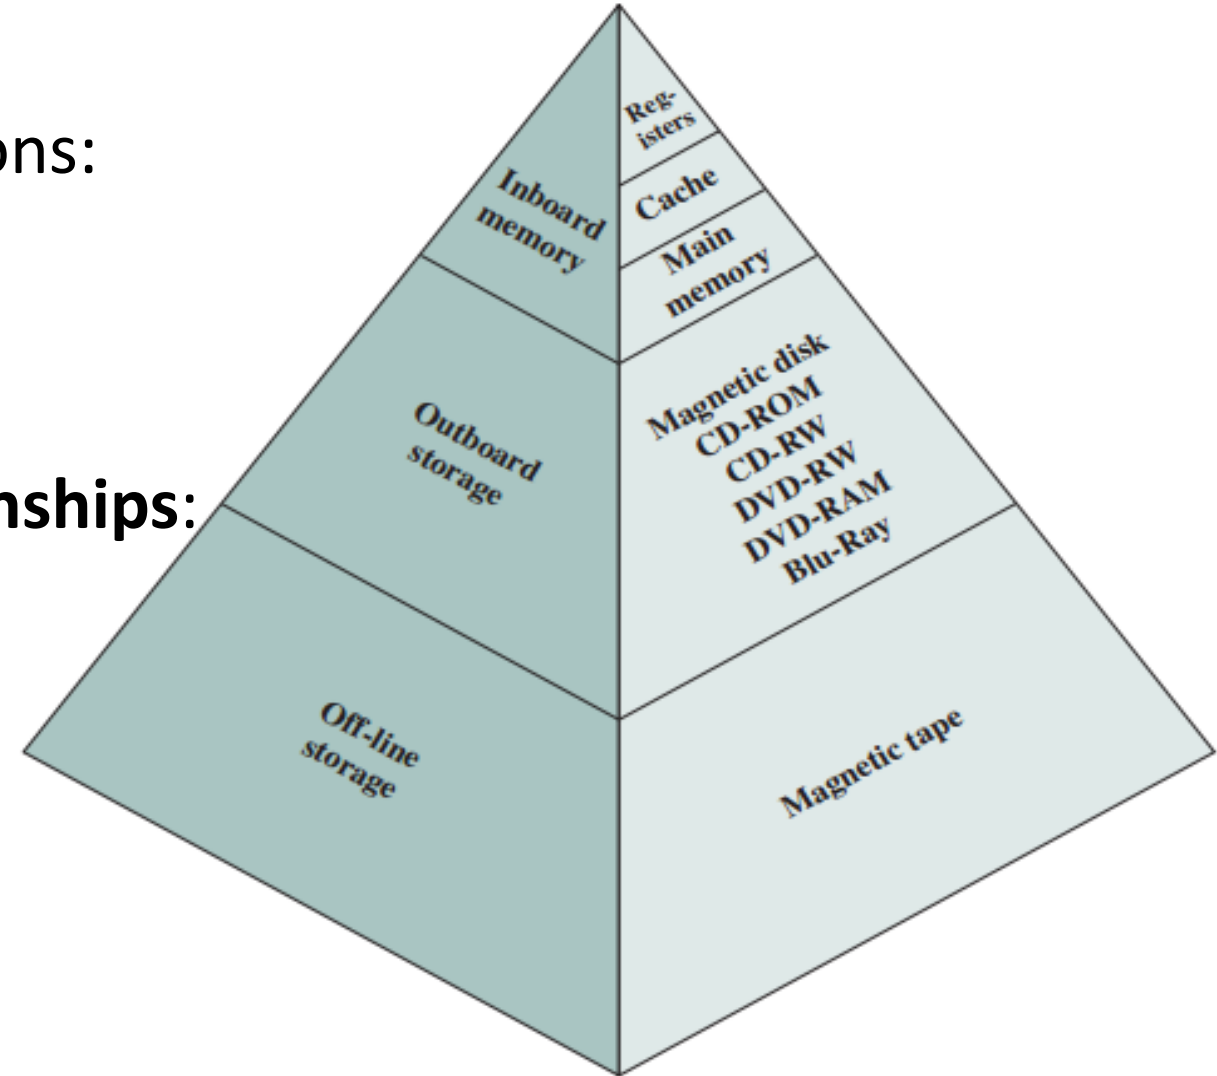 ons:
nships:
Inboard
memory
Outboard
storage
Off-line
storage
Reg-
isters
Cache
Main
memory
Magnetic disk
CD-ROM
CD-RW
DVD-RW
DVD-RAM
Blu-Ray
Magnetic tape